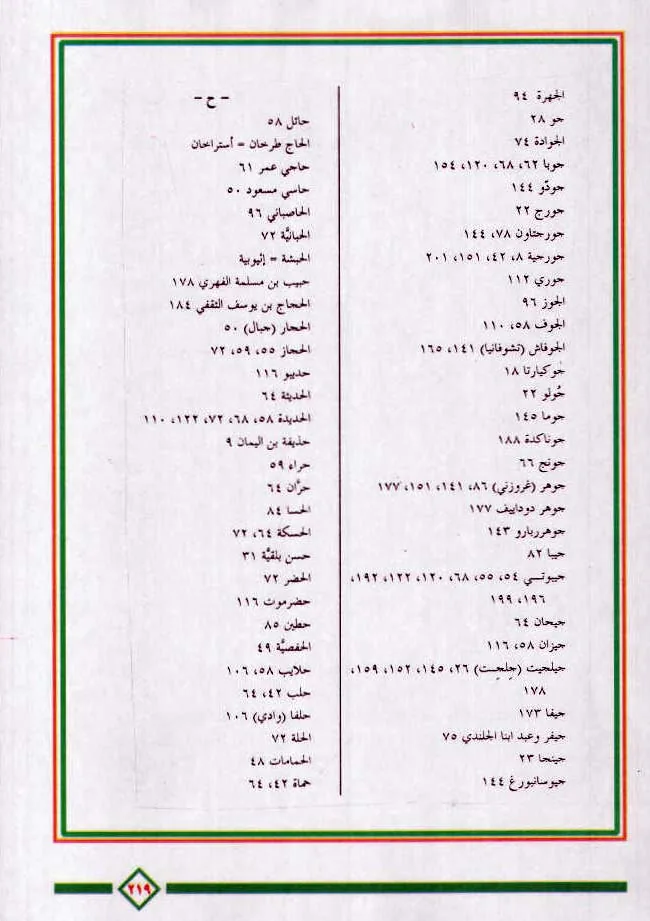 الجهرة ٩٤
جو ٢٨
الجوادة ٧٤
جوبا ٦٢، ٦٨، ١٢٠، ١٥٤
جودّو ١٤٤
جورج ٢٢
جورجتاون ٧٨، ١٤٤
جورجية ٨، ٤٢، ١٥١، ٢٠١
جوري ١١٢
الجوز ٩٦
الجوف ٥٨، ١١٠
الجوفاش (تشوفانيا) ١٤١، ١٦٥
جوكيارتا ١٨
جُولو ٢٢
جوما ١٤٥
جوناكدة ١٨٨
جونج ٦٦
جوهر (غروزني) ٨٦، ١٤١، ١٥١، ١٧٧
جوهر دوداييف ١٧٧
جوهربارو ١٤٣
جيبا ٨٢
جيبوتي ٥٤، ٥٥، ٦٨، ١٢٠، ١٢٢، ١٩٢،
١٩٦، ١٩٩
جيحان ٦٤
جيزان ٥٨، ١١٦
جيلجيت (جِلجِت) ٢٦، ١٤٥، ١٥٢، ١٥٩،
١٧٨
جيفا ١٧٣
جيفر وعبد ابنا الجلندي ٧٥
جينجا ٢٣
جيوسانيورغ ١٤٤
- ح -
حائل ٥٨
الحاج طرخان = أستراخان
حاجي عمر ٦١
حاسي مسعود ٥٠
الحاصباني ٩٦
الحبانيَّة ٧٢
الحبشة = إثيوبية
حبيب بن مسلمة الفهري ١٧٨
الحجاج بن يوسف الثقفي ١٨٤
الحجار (جبال) ٥٠
الحجاز ٥٥، ٥٩، ٧٢
حديبو ١١٦
الحديثة ٦٤
الحديدة ٥٨، ٦٨، ٧٢، ١٢٢، ١١٠
حذيفة بن اليمان ٩
حراء ٥٩
حرَّان ٦٤
الحسا ٨٤
الحسكة ٦٤، ٧٢
حسن بلقيَّة ٣١
الحضر ٧٢
حضرموت ١١٦
حطين ٨٥
الحفصيَّة ٤٩
حلايب ٥٨، ١٠٦
حلب ٤٢، ٦٤
حلفا (وادي) ١٠٦
الحلة ٧٢
الحمامات ٤٨
حماة ٤٢، ٦٤
٢١٩